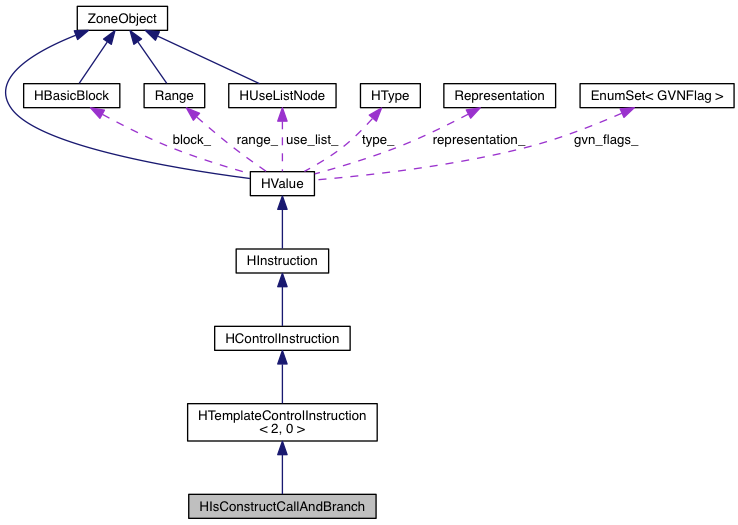 ZoneObject
HBasicBlock
Range
HUseListNode
HType
Representation
EnumSet< GVNFlag >
block_
range_
use_list_
type_
representation_
gvn_flags_
HValue
HInstruction
HControlInstruction
HTemplateControlInstruction
< 2, 0 >
HIsConstructCallAndBranch